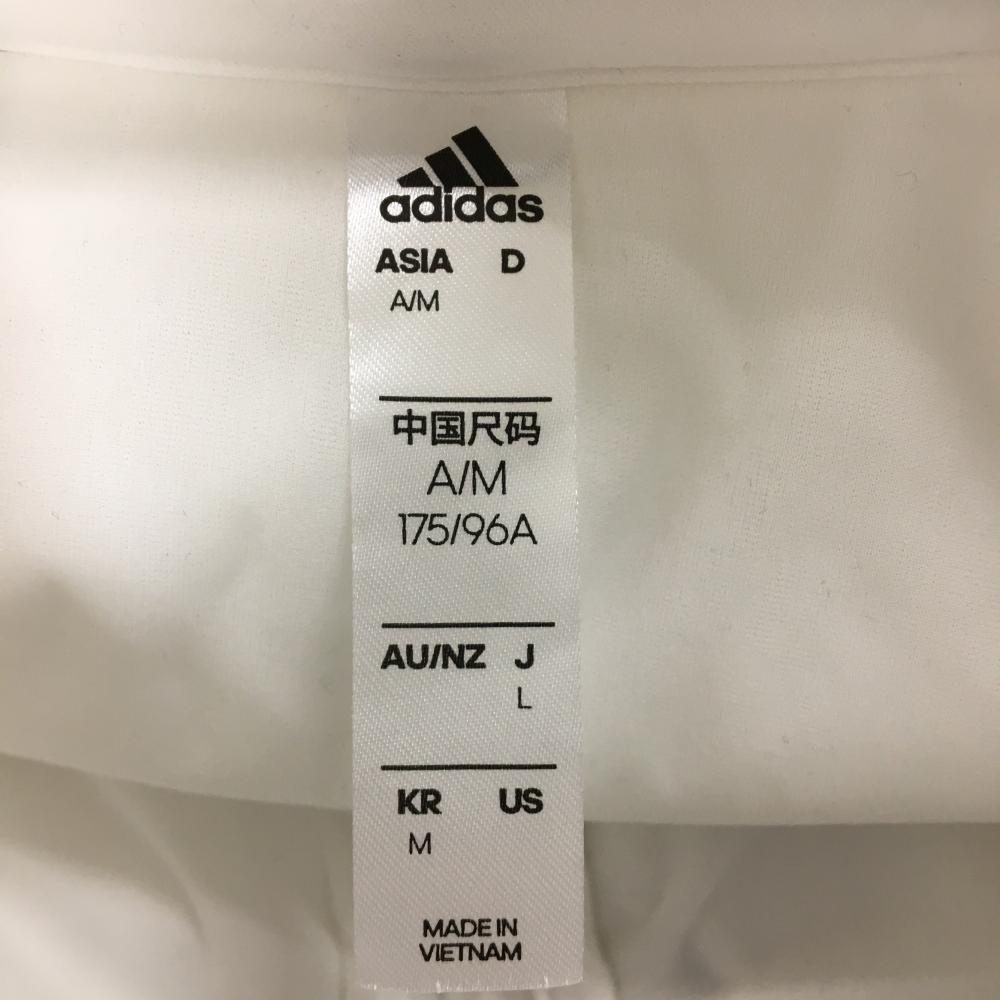 adidas
ASIA D
A/M
中国尺码
A/M
175/96A
AU/NZ J
L
KR US
M
MADE IN
VIETNAM